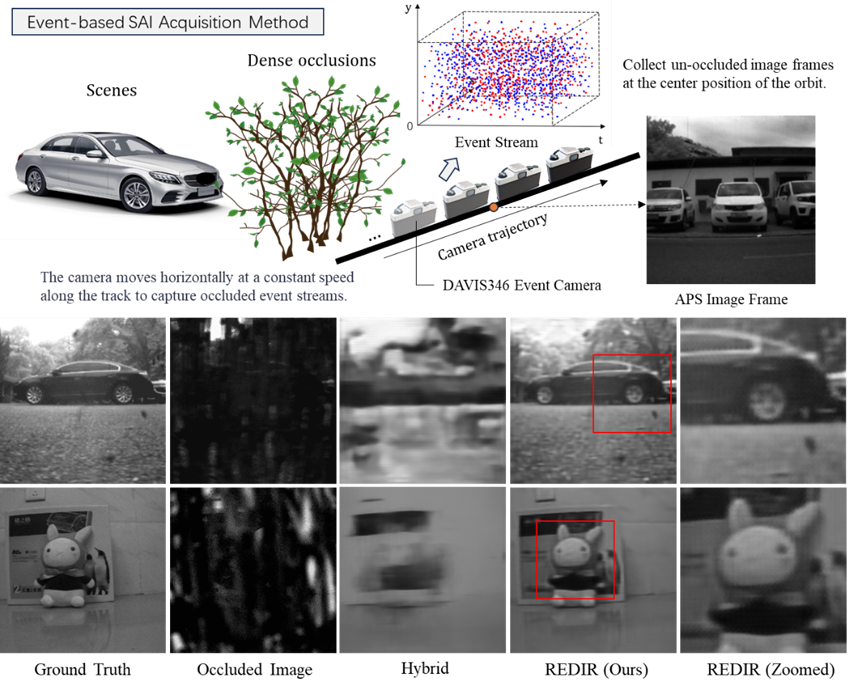 Event-based SAI Acquisition Method
Scenes
Dense occlusions
y
0
t
Event Stream
Collect un-occluded image frames
at the center position of the orbit.
...
Camera trajectory
The camera moves horizontally at a constant speed
along the track to capture occluded event streams.
DAVIS346 Event Camera
APS Image Frame
Ground Truth
Occluded Image
Hybrid
REDIR (Ours)
REDIR (Zoomed)